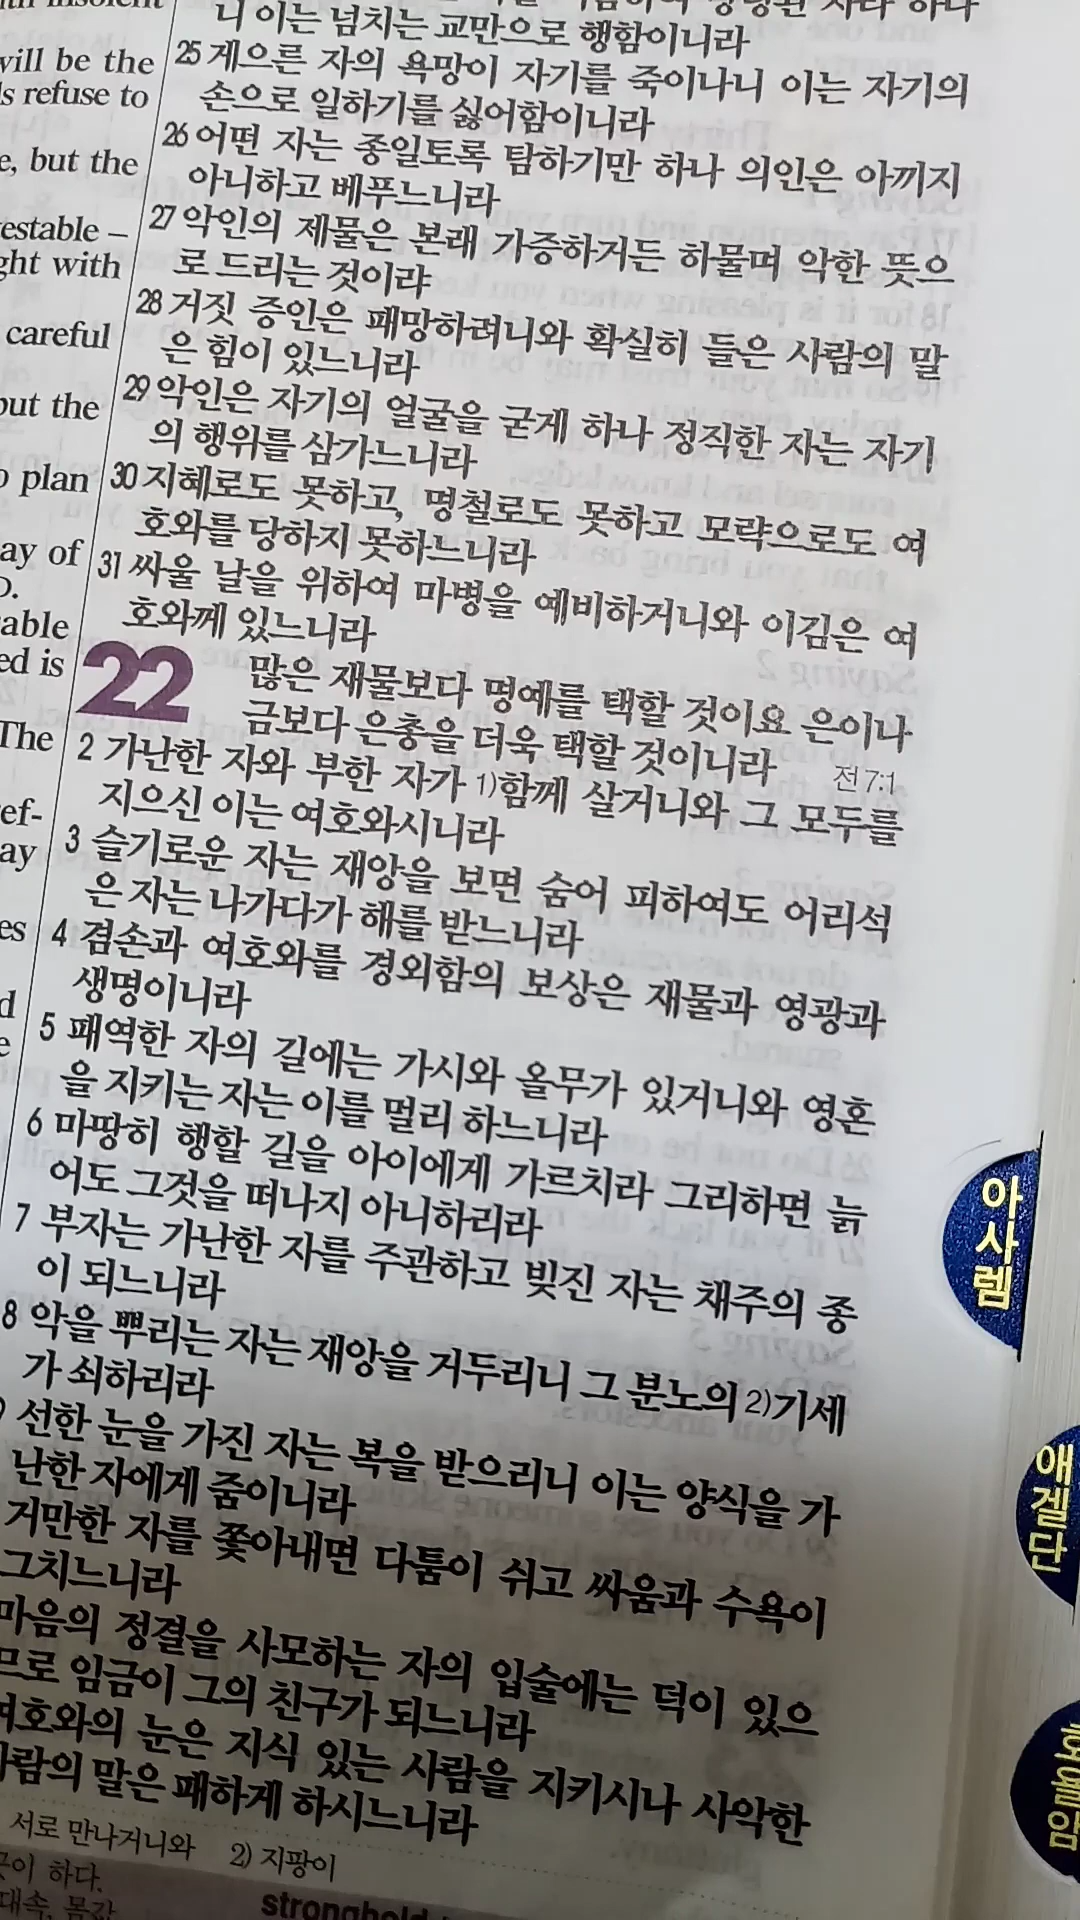 니 이는 넘치는 교만으로 행함이니라
25 게으른 자의 욕망이 자기를 죽이나니 이는 자기의
손으로 일하기를 싫어함이니라
26 어떤 자는 종일토록 탐하기만 하나 의인은 아끼지
아니하고 베푸느니라
27 악인의 제물은 본래 가증하거든 하물며 악한 뜻으
로 드리는 것이랴
28 거짓 증인은 패망하려니와 확실히 들은 사람의 말
은 힘이 있느니라
29 악인은 자기의 얼굴을 굳게 하나 정직한 자는 자기
의 행위를 삼가느니라
30 지혜로도 못하고, 명철로도 못하고 모략으로도 여
호와를 당하지 못하느니라
31 싸울 날을 위하여 마병을 예비하거니와 이김은 여
호와께 있느니라
22 많은 재물보다 명예를 택할 것이요 은이나
금보다 은총을 더욱 택할 것이니라 전 7:1
2 가난한 자와 부한 자가 1)함께 살거니와 그 모두를
지으신 이는 여호와시니라
3 슬기로운 자는 재앙을 보면 숨어 피하여도 어리석
은 자는 나가다가 해를 받느니라
4 겸손과 여호와를 경외함의 보상은 재물과 영광과
생명이니라
5 패역한 자의 길에는 가시와 올무가 있거니와 영혼
을 지키는 자는 이를 멀리 하느니라
6 마땅히 행할 길을 아이에게 가르치라 그리하면 늙
어도 그것을 떠나지 아니하리라
7 부자는 가난한 자를 주관하고 빚진 자는 채주의 종
이 되느니라
8 악을 뿌리는 자는 재앙을 거두리니 그 분노의 2)기세
가 쇠하리라
선한 눈을 가진 자는 복을 받으리니 이는 양식을 가
난한 자에게 줌이니라
거만한 자를 쫓아내면 다툼이 쉬고 싸움과 수욕이
그치느니라
마음의 정결을 사모하는 자의 입술에는 덕이 있으
므로 임금이 그의 친구가 되느니라
여호와의 눈은 지식 있는 사람을 지키시나 사악한
사람의 말은 패하게 하시느니라
서로 만나거니와 2) 지팡이
하다.
대속, 몸값
stronghold
will be the
refuse to
but the
ght with
careful
but the
plan
of
The
아사렘
애겔단
호욜암